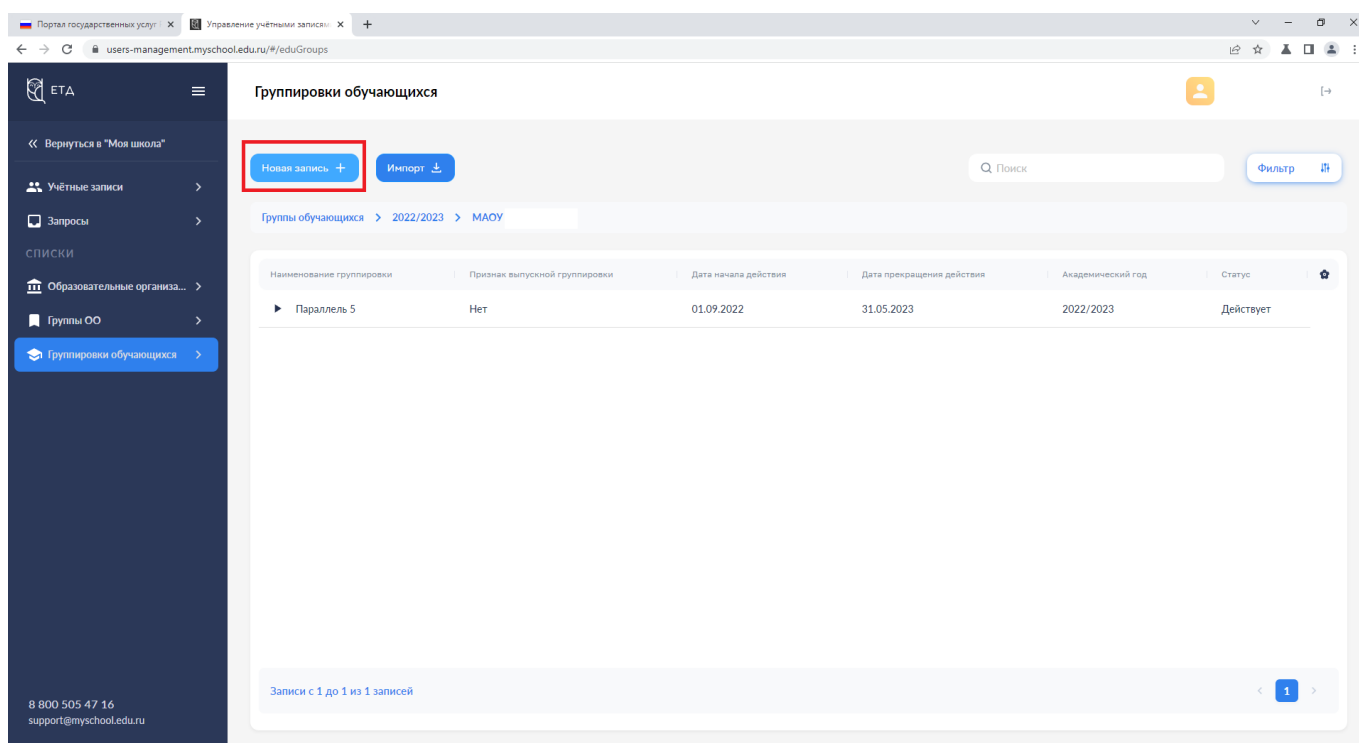 Портал государственных услуг
Управление учётными записям
users-management.myschool.edu.ru/#/eduGroups
ЕТД
Группировки обучающихся
Вернуться в "Моя школа"
Новая запись +
Импорт
Поиск
Фильтр
Учётные записи
Запросы
Группы обучающихся > 2022/2023 > МАОУ
СПИСКИ
Наименование группировки Признак выпускной группировки Дата начала действия Дата прекращения действия Академический год Статус
Образовательные организа...
Параллель 5 Нет 01.09.2022 31.05.2023 2022/2023 Действует
Группы ОО
Группировки обучающихся
Записи с 1 до 1 из 1 записей
1
8 800 505 47 16
support@myschool.edu.ru